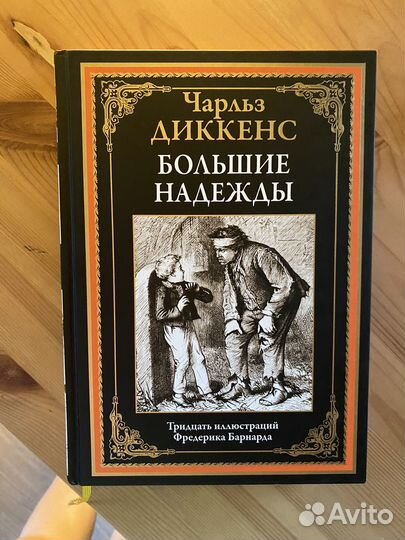 Чарльз
ДИККЕНС
БОЛЬШИЕ
НАДЕЖДЫ
Тридцать иллюстраций
Фредерика Барнарда
Avito